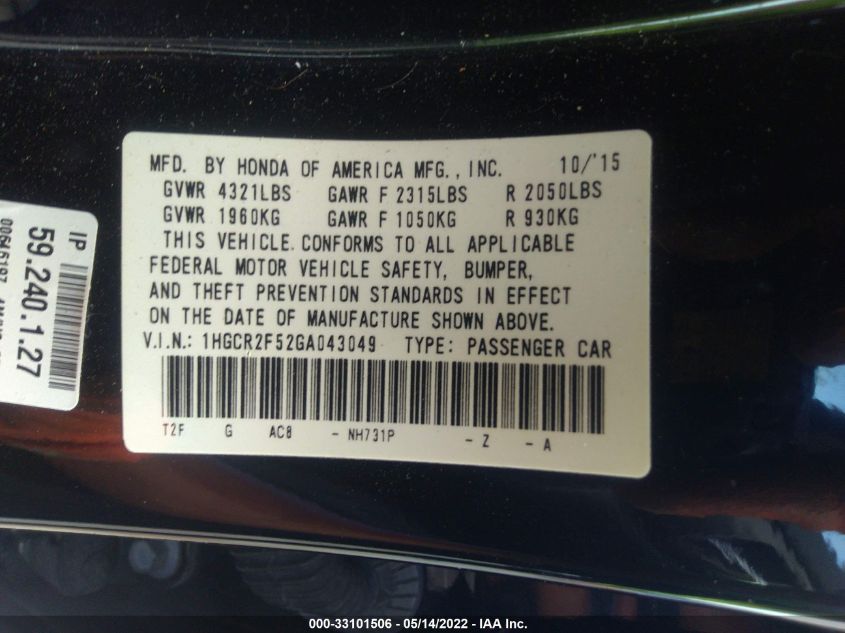 MFD. BY HONDA OF AMERICA MFG., INC. 10/'15
GVWR 4321LBS GAWR F 2315LBS R 2050LBS
GVWR 1960KG GAWR F 1050KG R 930KG
THIS VEHICLE CONFORMS TO ALL APPLICABLE
FEDERAL MOTOR VEHICLE SAFETY, BUMPER,
AND THEFT PREVENTION STANDARDS IN EFFECT
ON THE DATE OF MANUFACTURE SHOWN ABOVE.
V.I.N.: 1HGCR2F52GA043049 TYPE: PASSENGER CAR
T2F G AC8 - NH731P - Z - A
IP
59.240.1.27
000-33101506 - 05/14/2022 - IAA Inc.